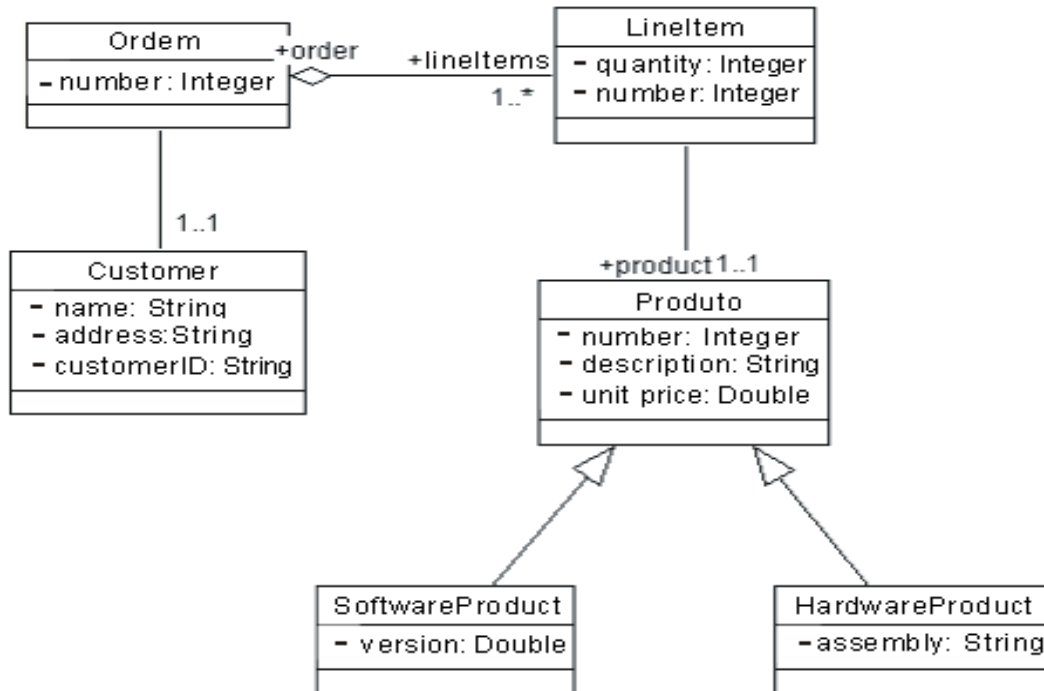 Ordem
- number: Integer
+order
+lineItems
1..*
LineItem
- quantity: Integer
- number: Integer
1..1
Customer
- name: String
- address:String
- customerID: String
+product 1..1
Produto
- number: Integer
- description: String
- unit price: Double
SoftwareProduct
- version: Double
HardwareProduct
-assembly: String